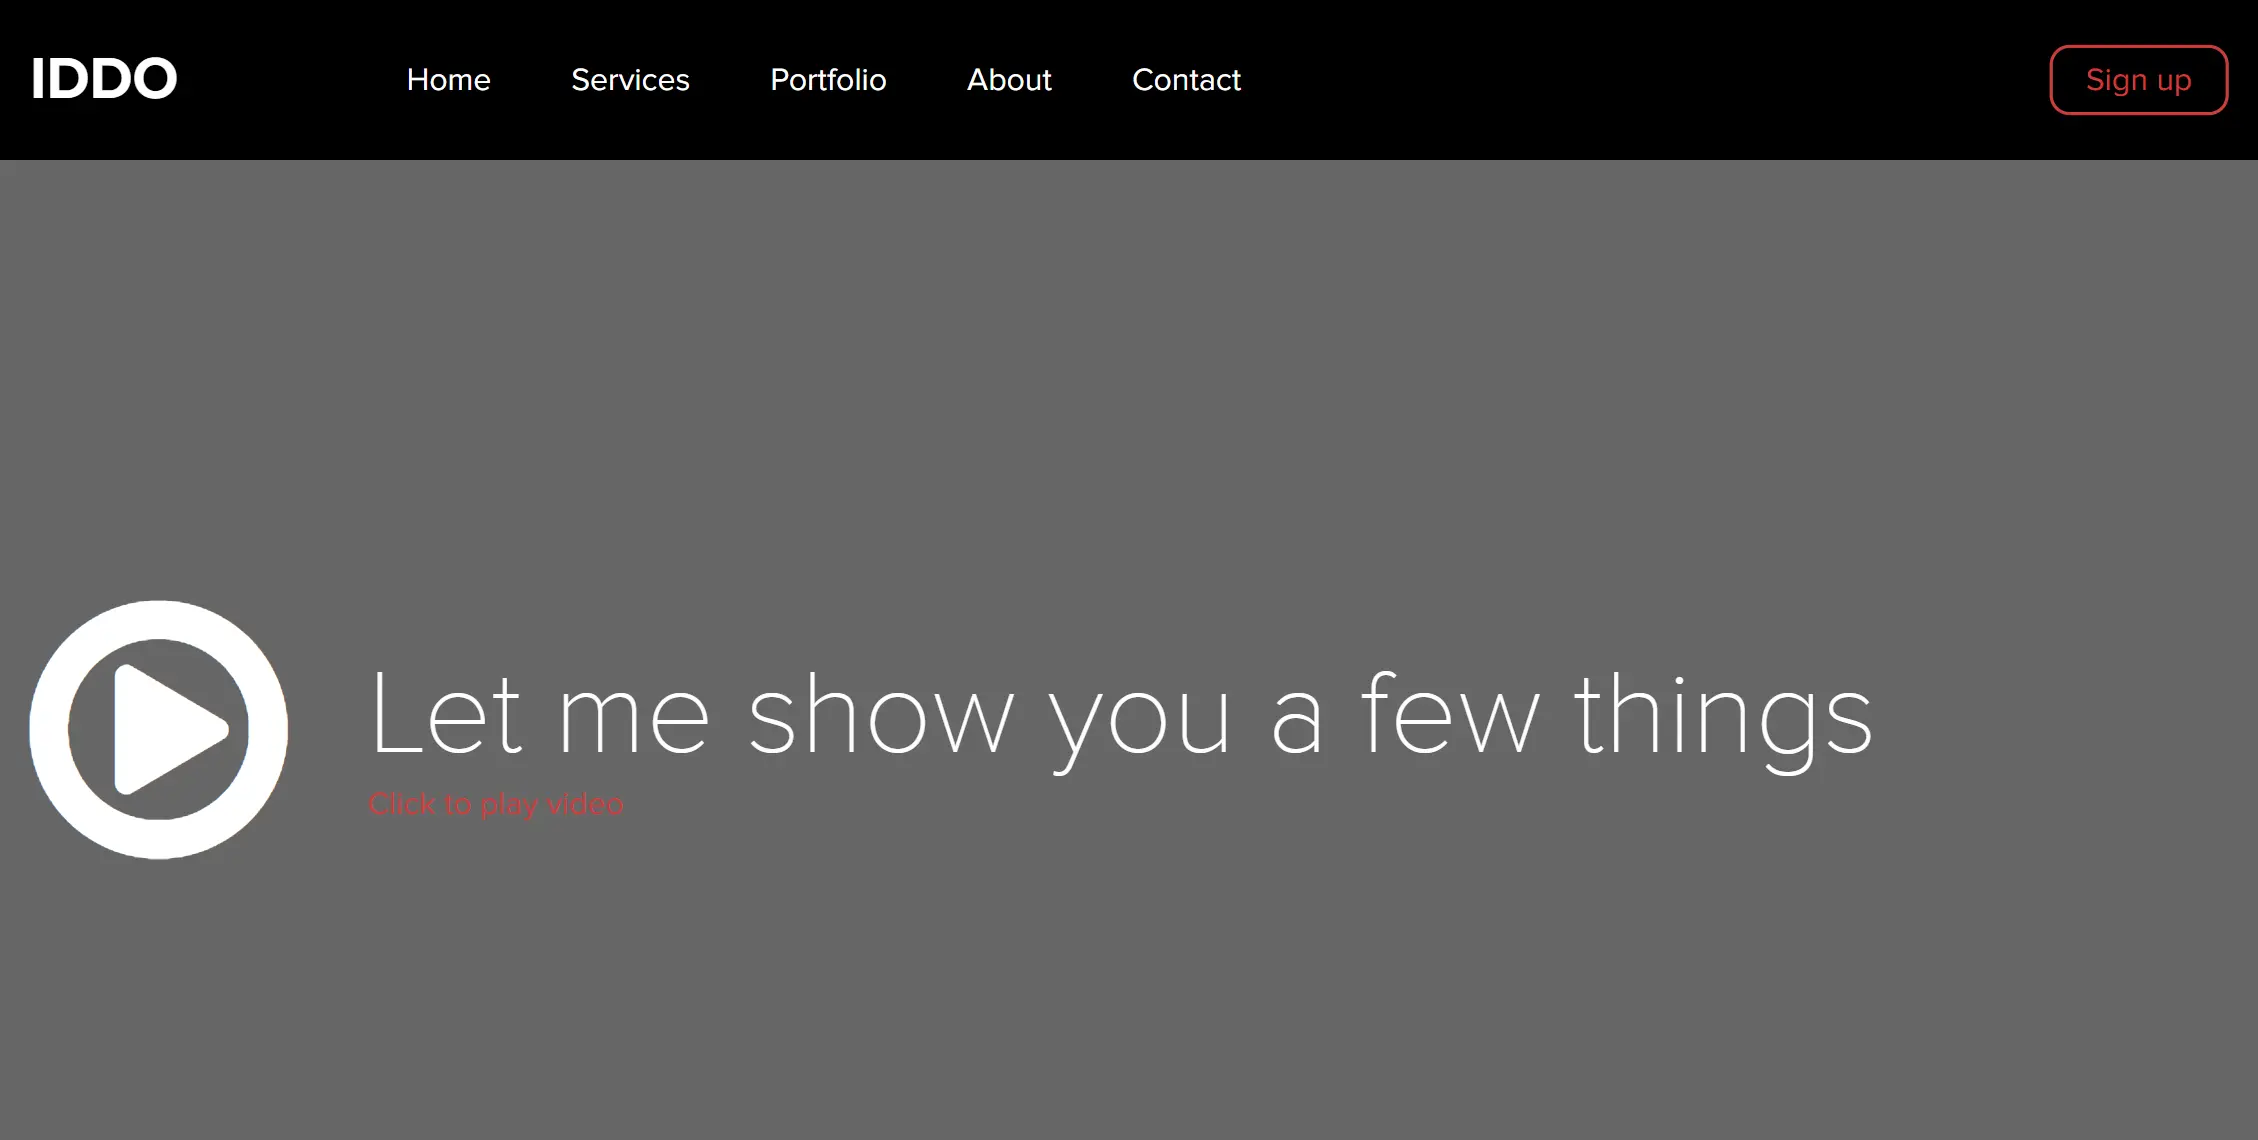 IDDO
Home Services Portfolio About Contact
Sign up
Let me show you a few things
Click to play video